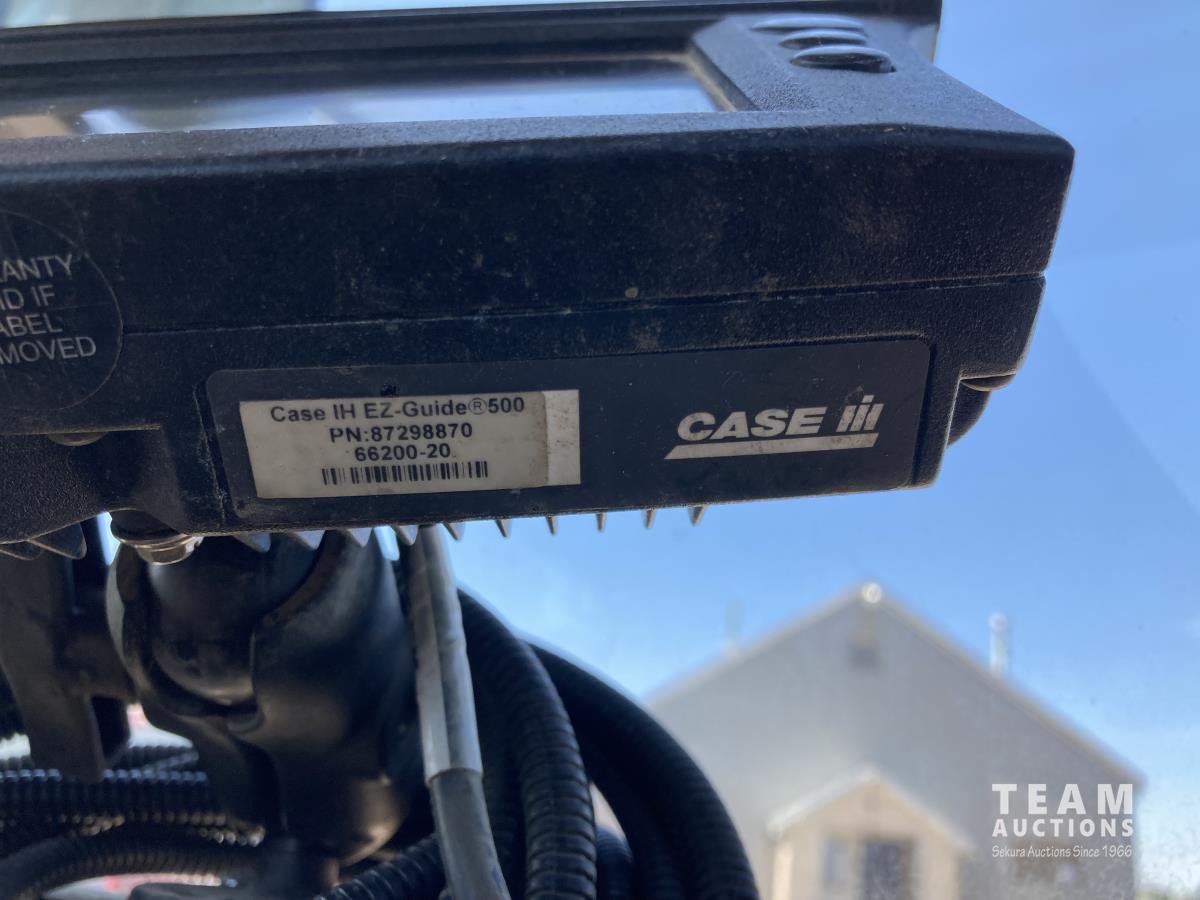 ANTY
ID IF
ABEL
MOVED
Case IH EZ-Guide®500
PN:87298870
66200-20
CASE IH
TEAM
AUCTIONS
Sekura Auctions Since 1966